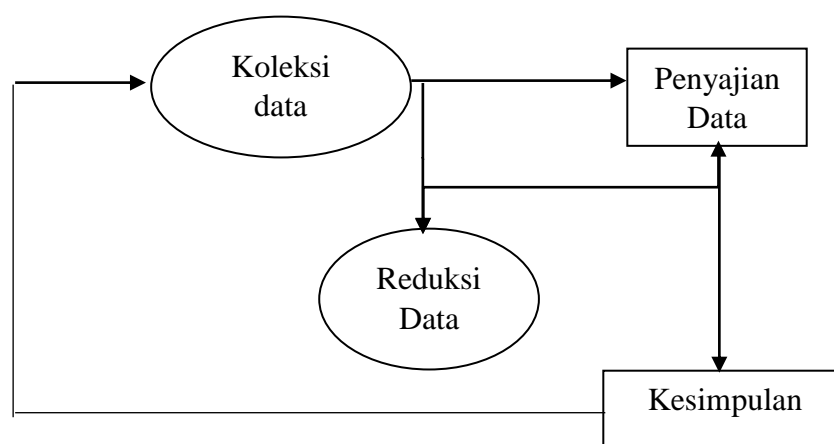 Koleksi
data
Penyajian
Data
Reduksi
Data
Kesimpulan